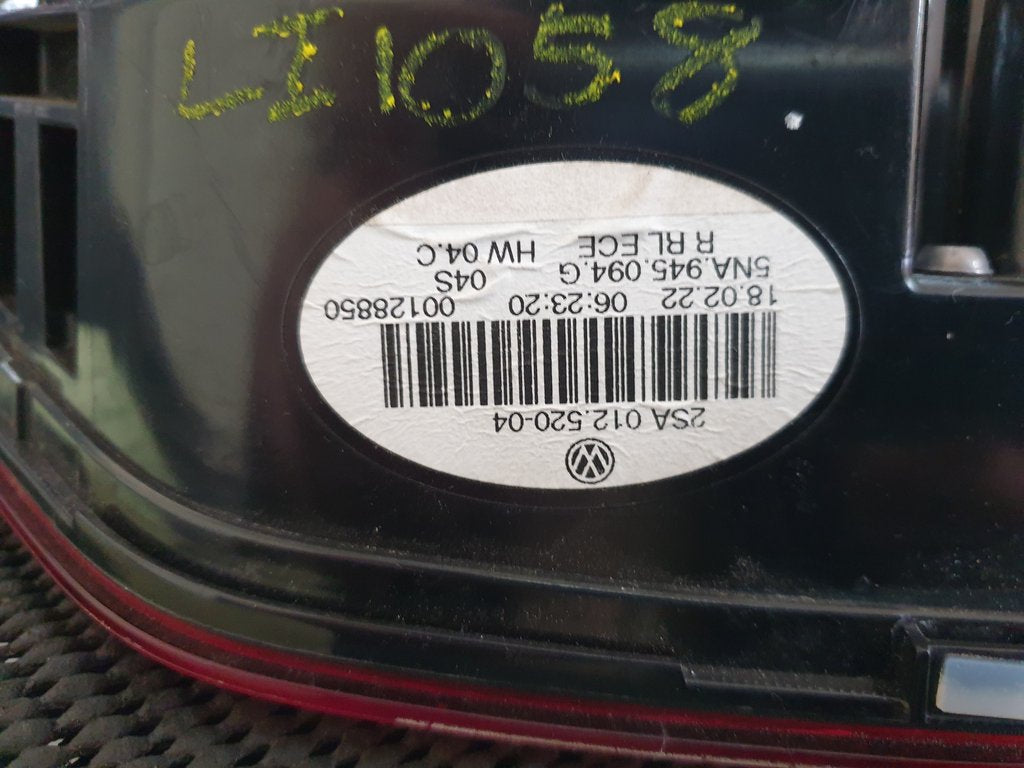 LI1058
2SA 012.520-04
18.02.22 06:23:20 00128850
5NA.945.094.G 04S
R RL ECE HW 04.C